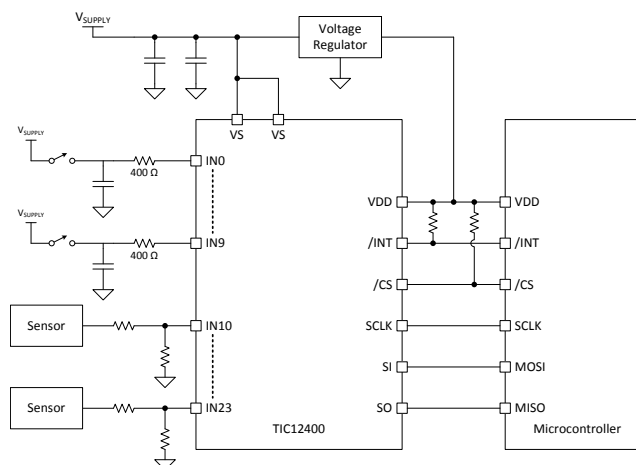 VSUPPLY
Voltage
Regulator
VS VS
VSUPPLY
400 Ω
IN0
VDD
VDD
VSUPPLY
400 Ω
IN9
/INT
/INT
/CS
/CS
Sensor
IN10
SCLK
SCLK
SI
MOSI
Sensor
IN23
SO
MISO
TIC12400
Microcontroller